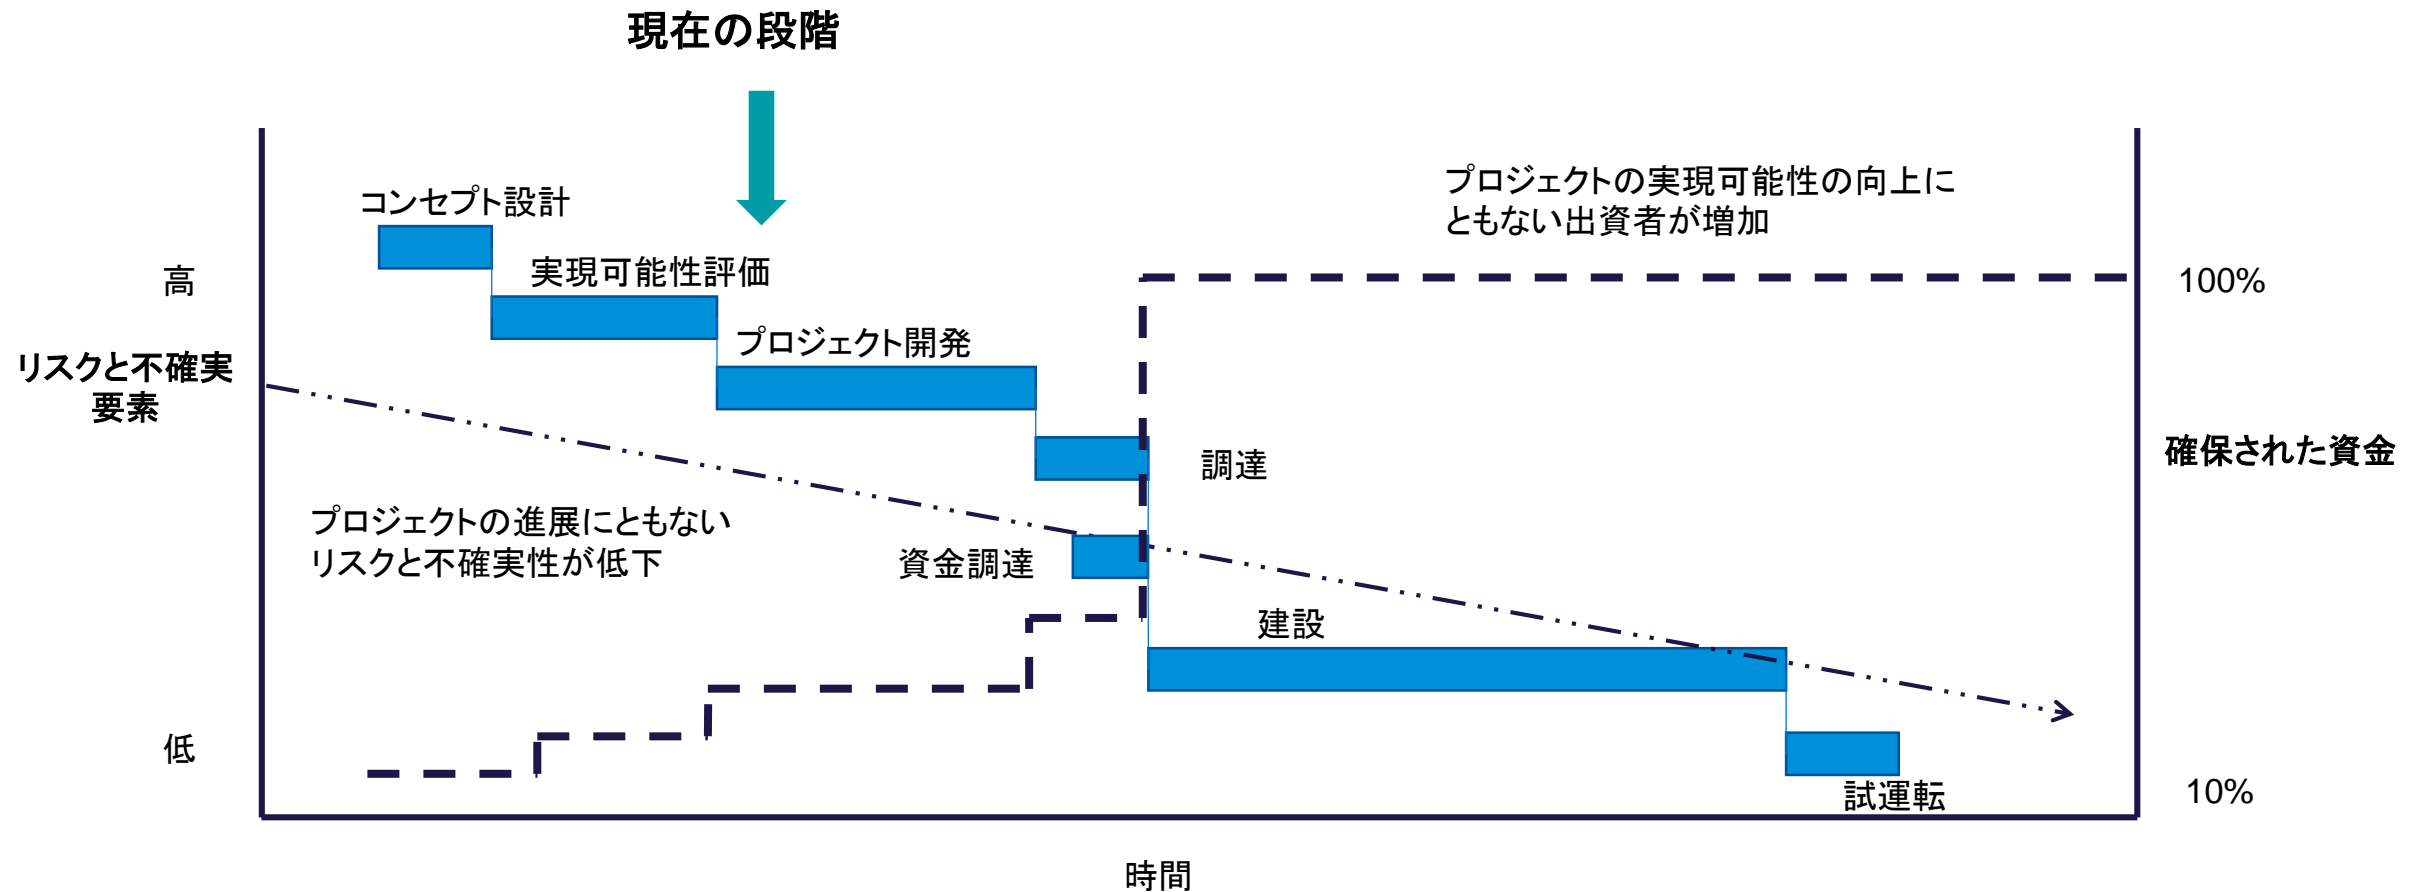 現在の段階
コンセプト設計
プロジェクトの実現可能性の向上に
ともない出資者が増加
実現可能性評価
高
100%
プロジェクト開発
リスクと不確実
要素
確保された資金
調達
プロジェクトの進展にともない
リスクと不確実性が低下
資金調達
建設
低
試運転
10%
時間